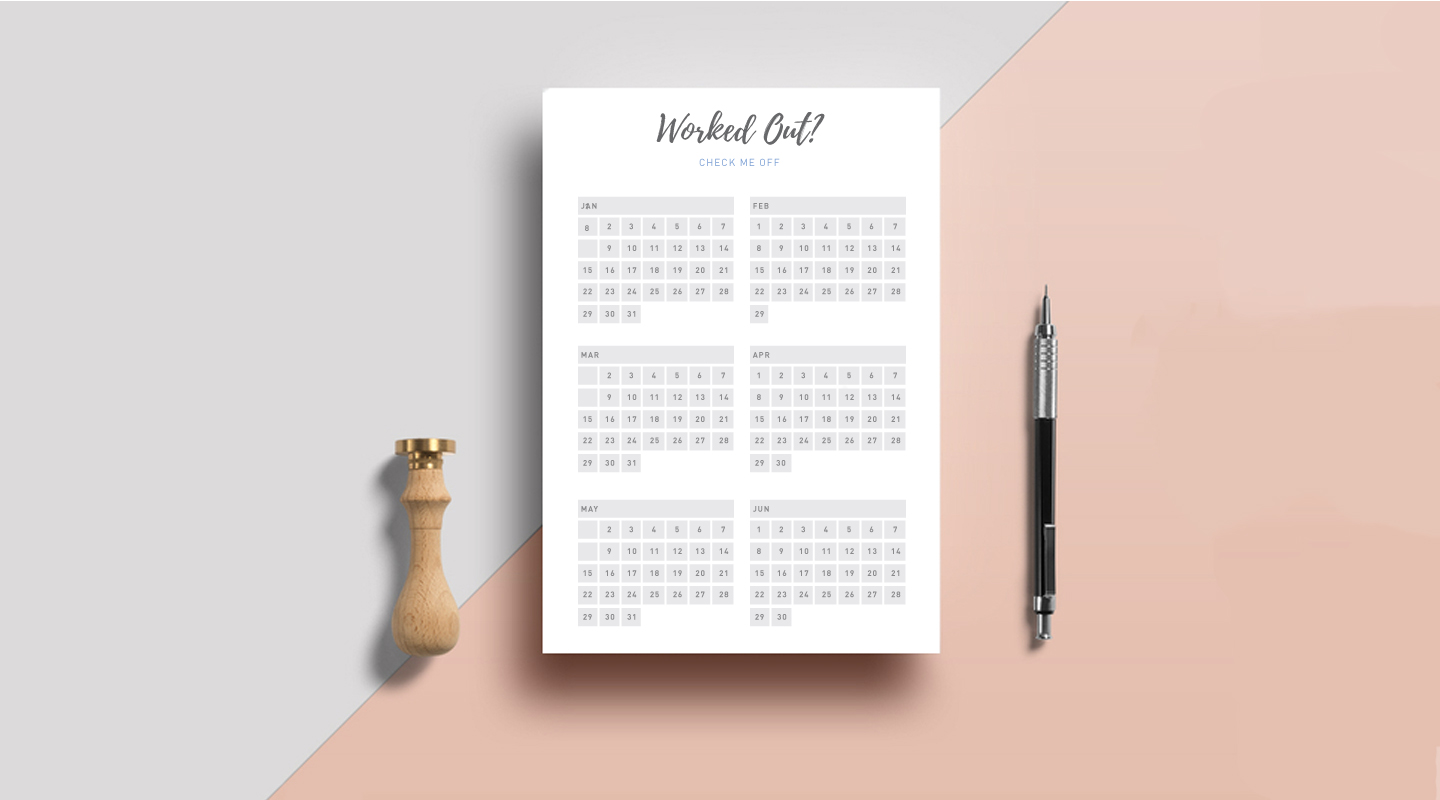 Worked Out?
CHECK ME OFF
JAN FEB
8 2 3 4 5 6 7 1 2 3 4 5 6 7
9 10 11 12 13 14 8 9 10 11 12 13 14
15 16 17 18 19 20 21 15 16 17 18 19 20 21
22 23 24 25 26 27 28 22 23 24 25 26 27 28
29 30 31 29
MAR APR
2 3 4 5 6 7 1 2 3 4 5 6 7
9 10 11 12 13 14 8 9 10 11 12 13 14
15 16 17 18 19 20 21 15 16 17 18 19 20 21
22 23 24 25 26 27 28 22 23 24 25 26 27 28
29 30 31 29 30
MAY JUN
2 3 4 5 6 7 1 2 3 4 5 6 7
9 10 11 12 13 14 8 9 10 11 12 13 14
15 16 17 18 19 20 21 15 16 17 18 19 20 21
22 23 24 25 26 27 28 22 23 24 25 26 27 28
29 30 31 29 30